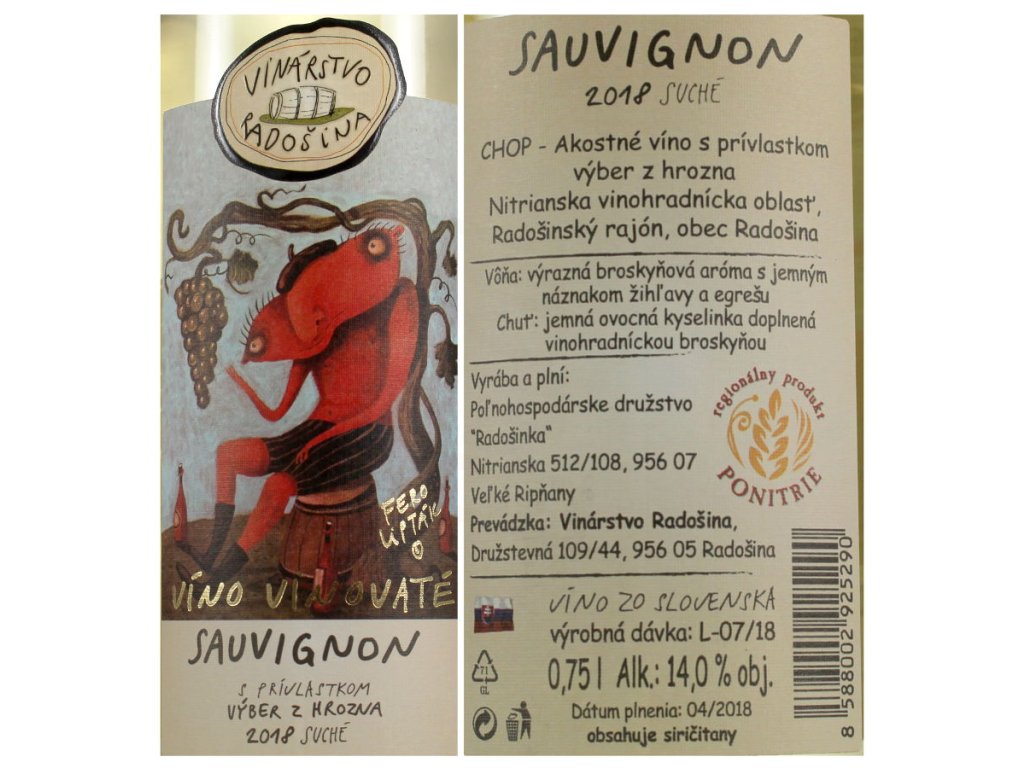 VINÁRSTVO
RADOŠINA
FERO
LIPTÁK
©
VÍNO VINOVATÉ
SAUVIGNON
S PRÍVLASTKOM
VÝBER Z HROZNA
2018 SUCHÉ
SAUVIGNON
2018 SUCHÉ
CHOP - Akostné víno s prívlastkom
výber z hrozna
Nitrianska vinohradnícka oblasť,
Radošinský rajón, obec Radošina
Vôňa: výrazná broskyňová aróma s jemným
náznakom žihľavy a egrešu
Chuť: jemná ovocná kyselinka doplnená
vinohradníckou broskyňou
Vyrába a plní:
Poľnohospodárske družstvo
"Radošinka"
Nitrianska 512/108, 956 07
Veľké Ripňany
Prevádzka: Vinárstvo Radošina,
Družstevná 109/44, 956 05 Radošina
regionálny produkt
PONITRIE
VÍNO ZO SLOVENSKA
výrobná dávka: L-07/18
71
GL
0,75 l Alk.: 14,0 % obj.
Dátum plnenia: 04/2018
obsahuje siričitany
8 588002 925290